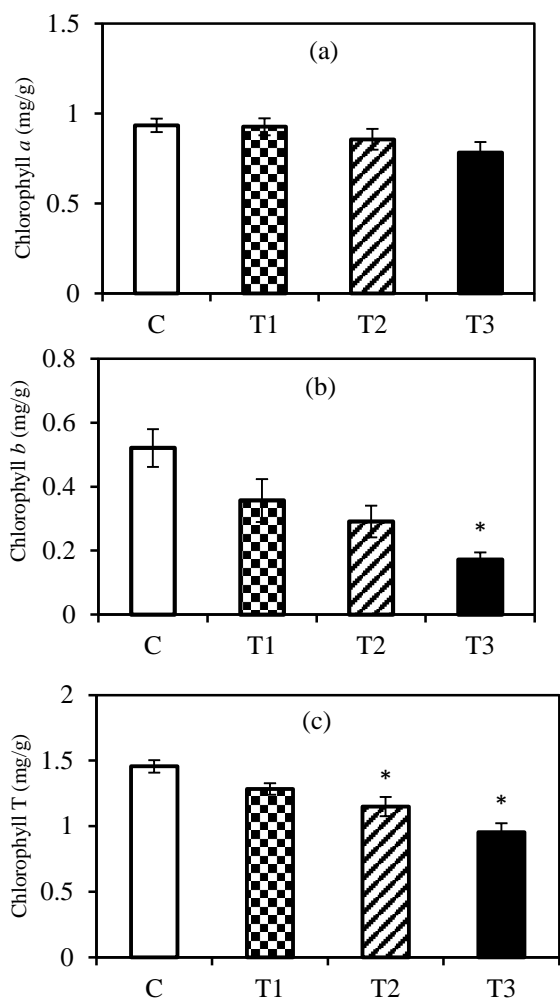 1.5
(a)
1
0.5
0
Chlorophyll a (mg/g)
C T1 T2 T3
0.8
(b)
0.6
0.4
*
0.2
0
Chlorophyll b (mg/g)
C T1 T2 T3
2
(c)
1.5
*
*
1
0.5
0
Chlorophyll T (mg/g)
C T1 T2 T3